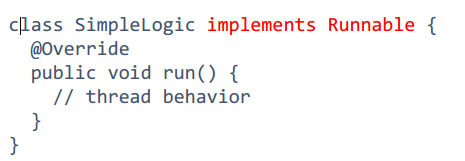 class SimpleLogic implements Runnable {
@Override
public void run() {
// thread behavior
}
}